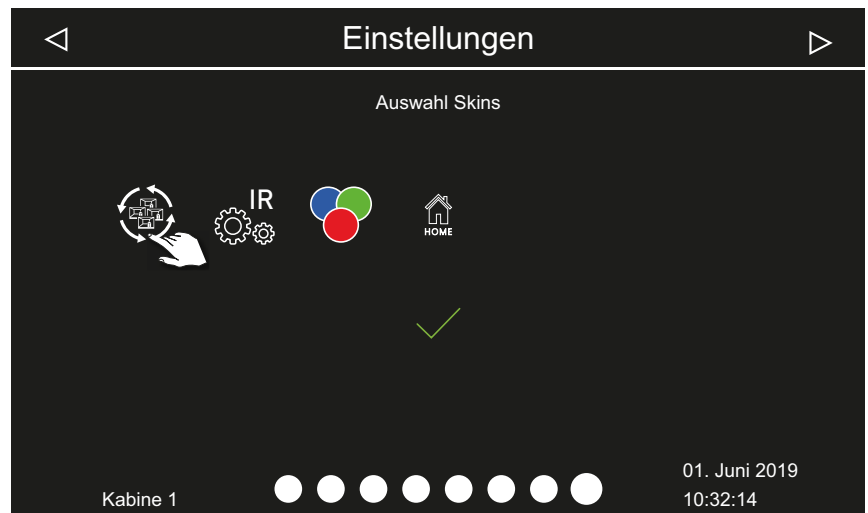 Einstellungen
Auswahl Skins
IR
HOME
Kabine 1
01. Juni 2019
10:32:14